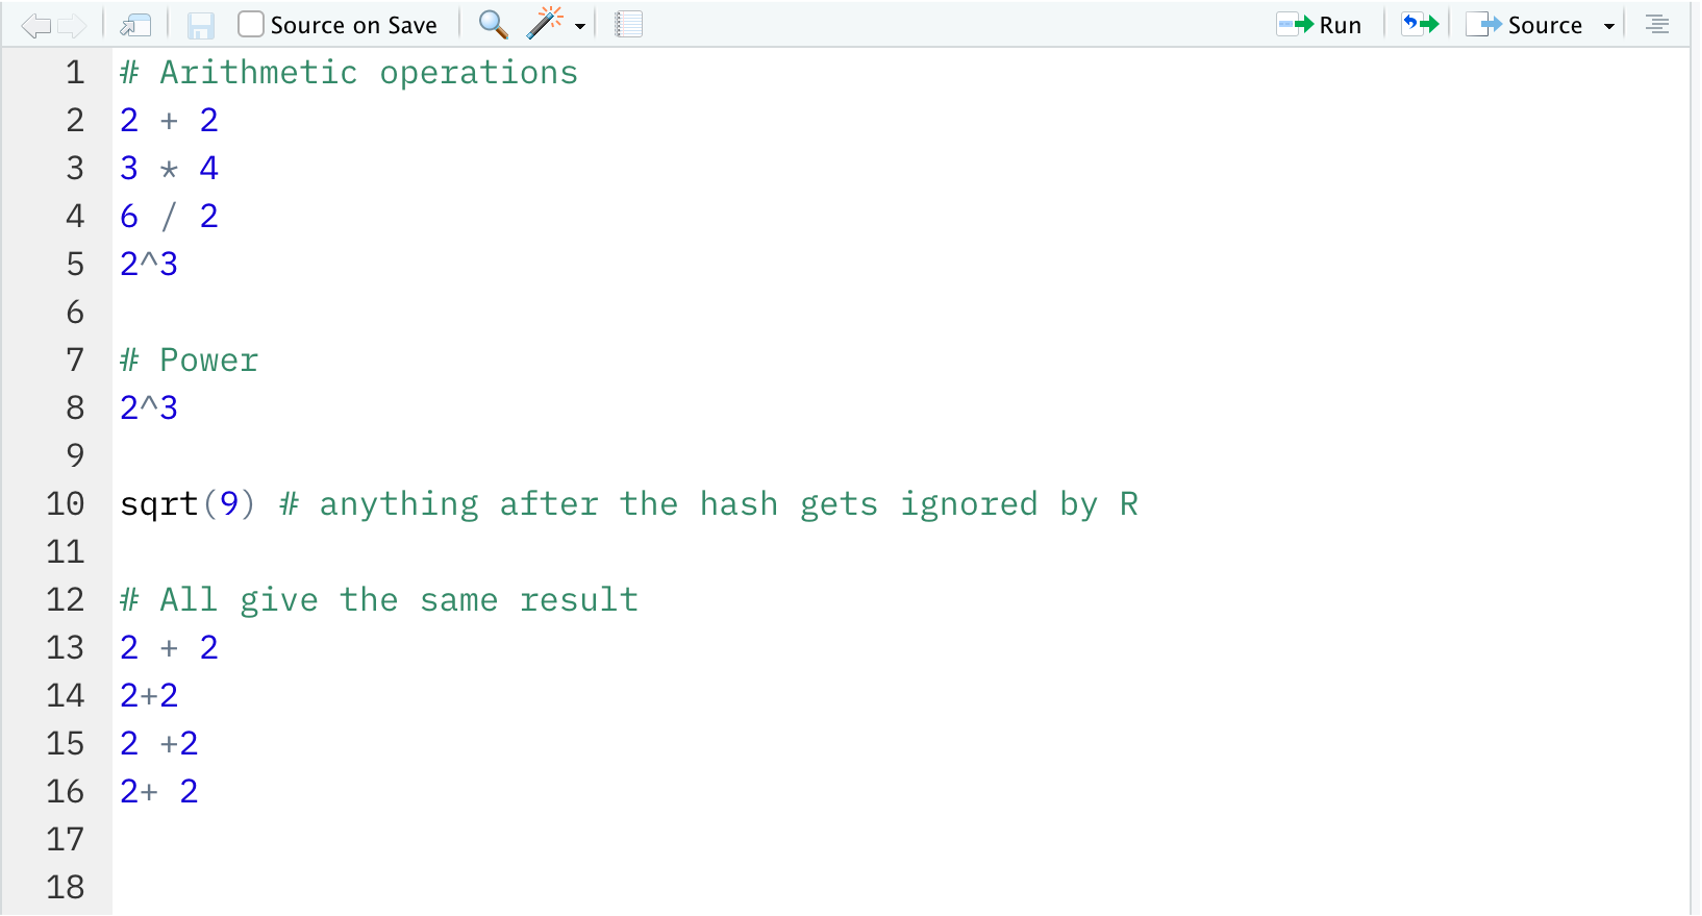 Source on Save Run Source
1 # Arithmetic operations
2 2 + 2
3 3 * 4
4 6 / 2
5 2^3
6
7 # Power
8 2^3
9
10 sqrt(9) # anything after the hash gets ignored by R
11
12 # All give the same result
13 2 + 2
14 2+2
15 2 +2
16 2+ 2
17
18